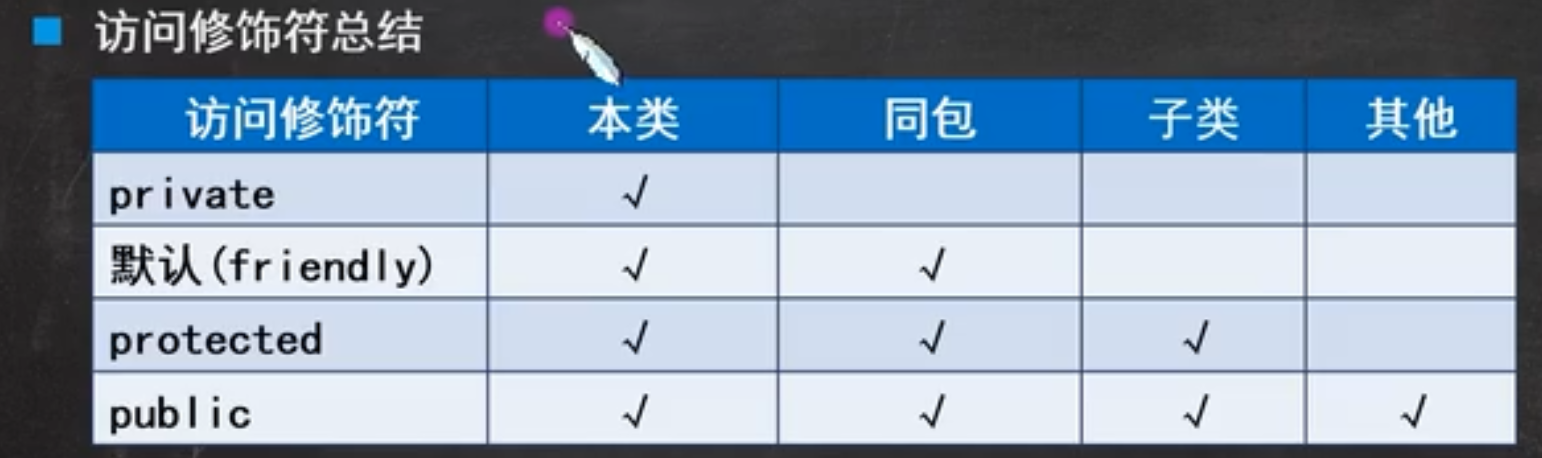 访问修饰符总结
访问修饰符 本类 同包 子类 其他
private √
默认(friendly) √ √
protected √ √ √
public √ √ √ √